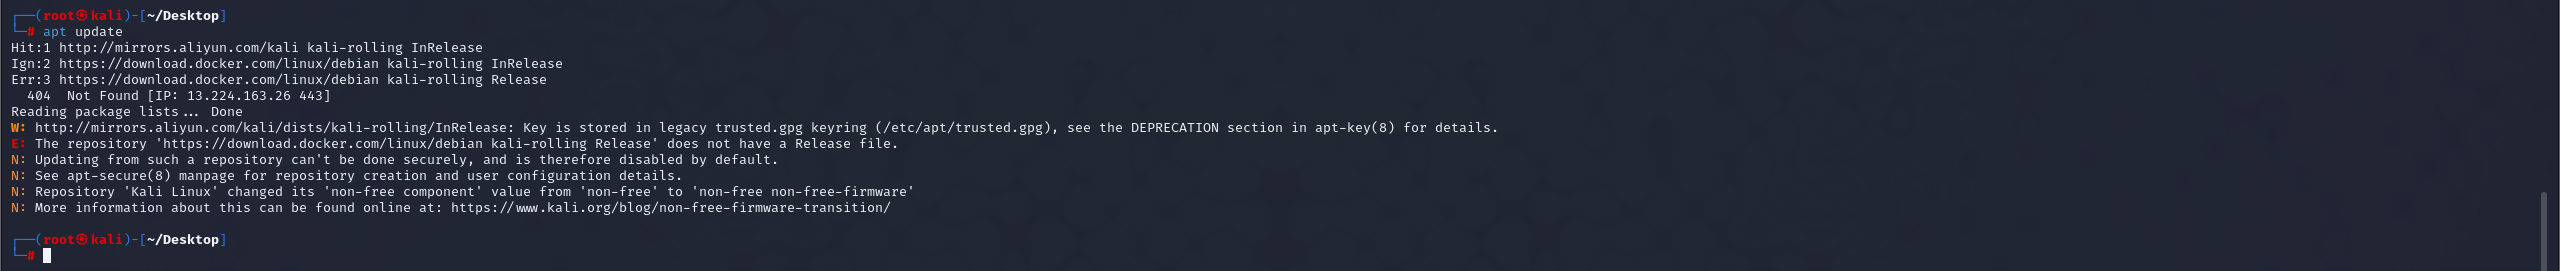 ┌──(root㉿kali)-[~/Desktop]
└─# apt update
Hit:1 http://mirrors.aliyun.com/kali kali-rolling InRelease
Ign:2 https://download.docker.com/linux/debian kali-rolling InRelease
Err:3 https://download.docker.com/linux/debian kali-rolling Release
  404  Not Found [IP: 13.224.163.26 443]
Reading package lists... Done
W: http://mirrors.aliyun.com/kali/dists/kali-rolling/InRelease: Key is stored in legacy trusted.gpg keyring (/etc/apt/trusted.gpg), see the DEPRECATION section in apt-key(8) for details.
E: The repository 'https://download.docker.com/linux/debian kali-rolling Release' does not have a Release file.
N: Updating from such a repository can't be done securely, and is therefore disabled by default.
N: See apt-secure(8) manpage for repository creation and user configuration details.
N: Repository 'Kali Linux' changed its 'non-free component' value from 'non-free' to 'non-free non-free-firmware'
N: More information about this can be found online at: https://www.kali.org/blog/non-free-firmware-transition/
┌──(root㉿kali)-[~/Desktop]
└─#